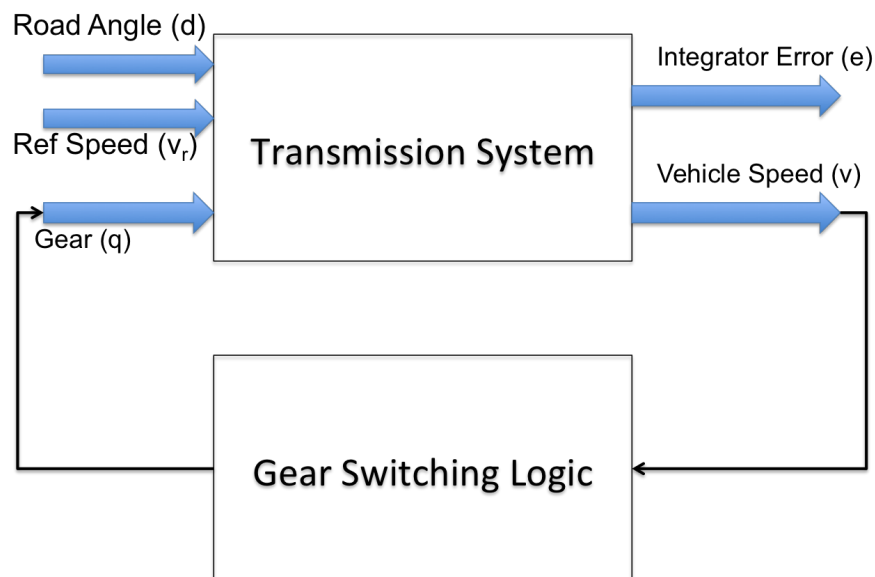 Road Angle (d)
Integrator Error (e)
Ref Speed (vr)
Transmission System
Vehicle Speed (v)
Gear (q)
Gear Switching Logic